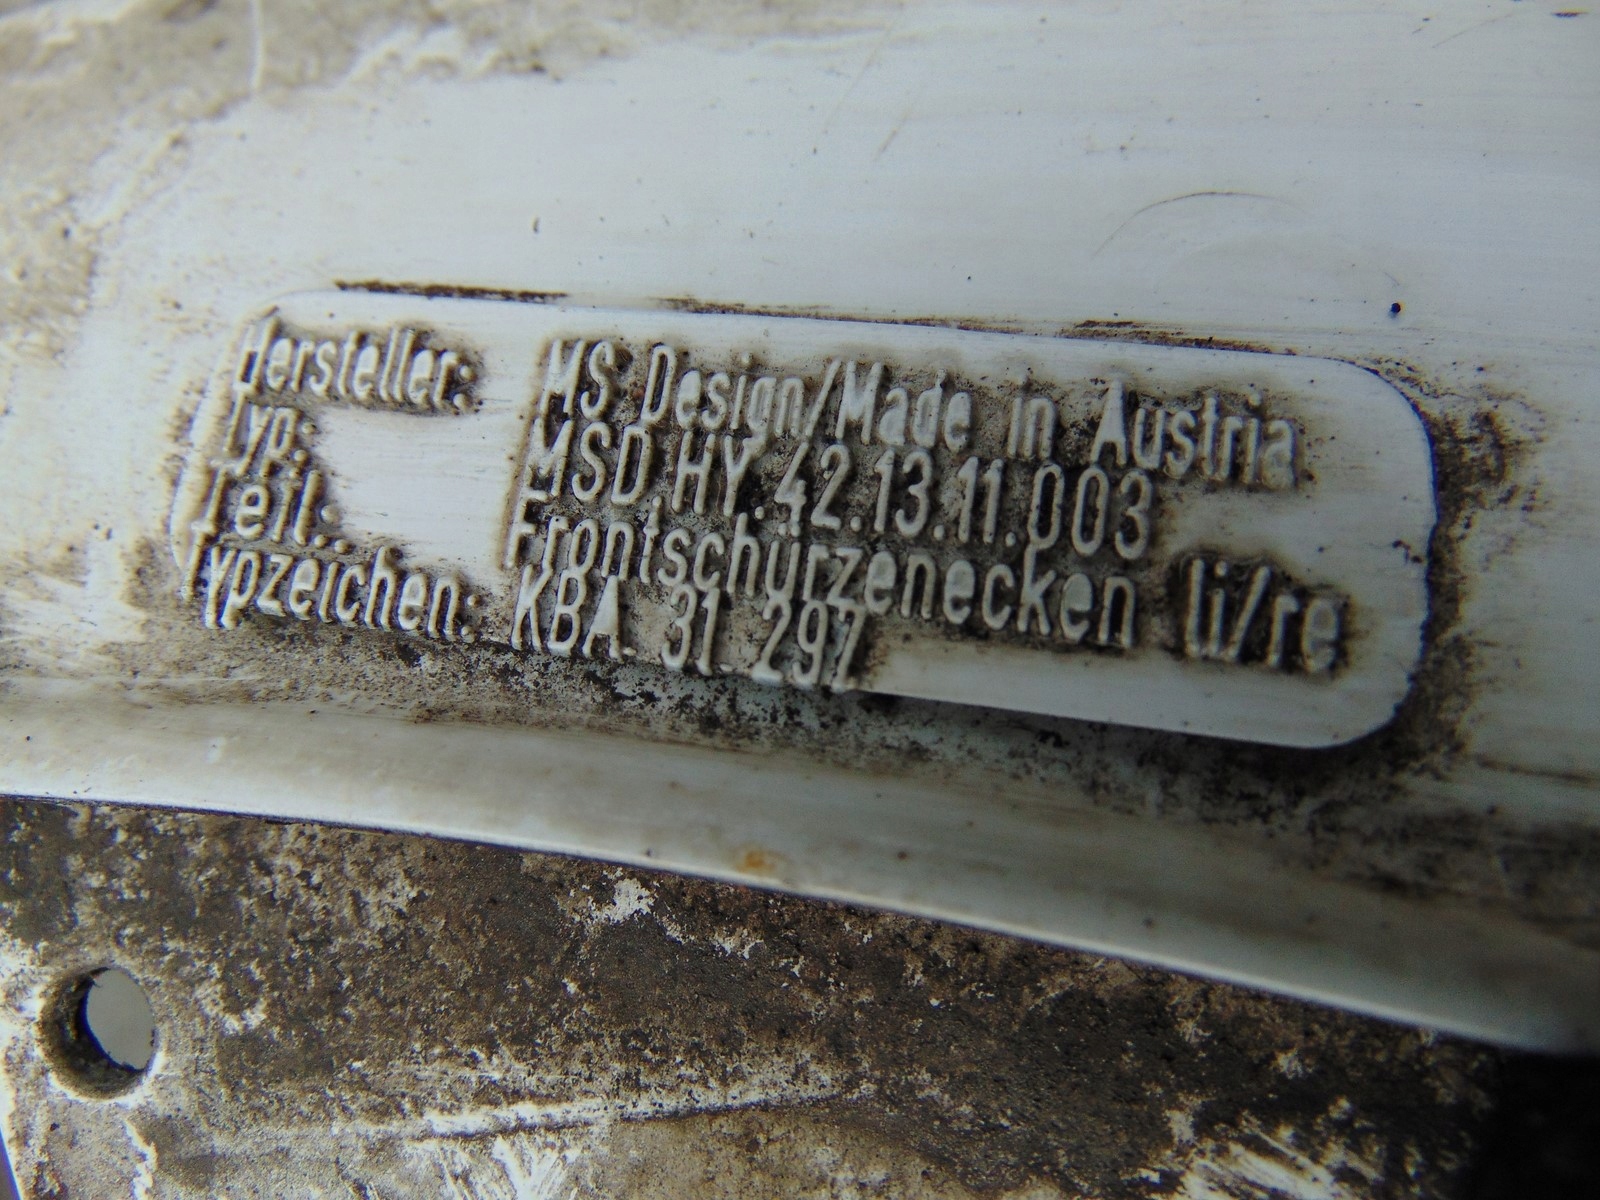 Hersteller: MS Design/Made in Austria
Typ: MSD.HY.42.13.11.003
Teil.: Frontschürzenecken li/re
Typzeichen: KBA. 31. 297